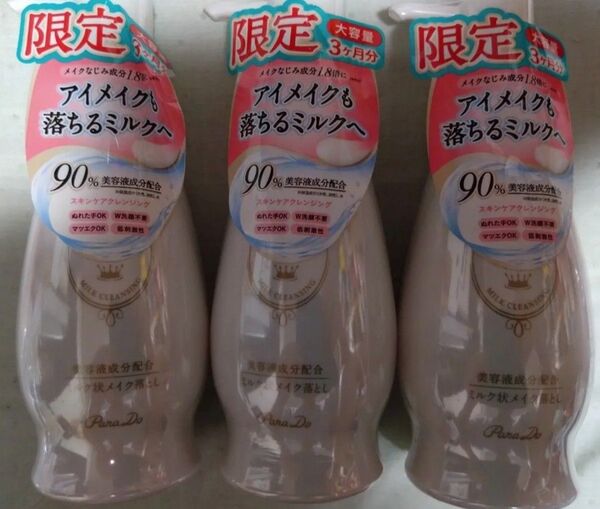 限定
大容量
3ヶ月分
メイクなじみ成分1.8倍に
アイメイクも
落ちるミルクへ
90%美容液成分配合
スキンケアクレンジング
ぬれた手OK
W洗顔不要
マツエクOK
低刺激性
MILK CLEANSING
美容液成分配合
ミルク状メイク落とし
ParaDo
限定
大容量
3ヶ月分
メイクなじみ成分1.8倍に
アイメイクも
落ちるミルクへ
90%美容液成分配合
スキンケアクレンジング
ぬれた手OK
W洗顔不要
マツエクOK
低刺激性
MILK CLEANSING
美容液成分配合
ミルク状メイク落とし
ParaDo
限定
大容量
3ヶ月分
メイクなじみ成分1.8倍に
アイメイクも
落ちるミルクへ
90%美容液成分配合
スキンケアクレンジング
ぬれた手OK
W洗顔不要
マツエクOK
低刺激性
MILK CLEANSING
美容液成分配合
ミルク状メイク落とし
ParaDo